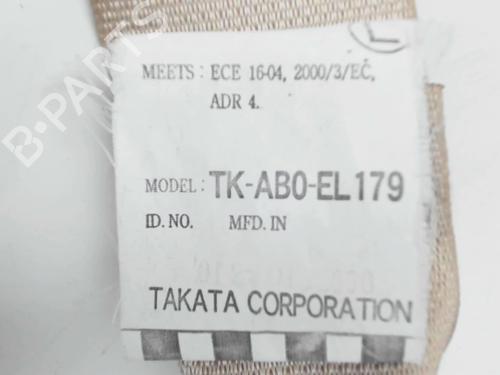 L
MEETS : ECE 16-04, 2000/3/EC,
ADR 4.
MODEL : TK-AB0-EL179
ID. NO. MFD. IN
TAKATA CORPORATION
B-PARTS